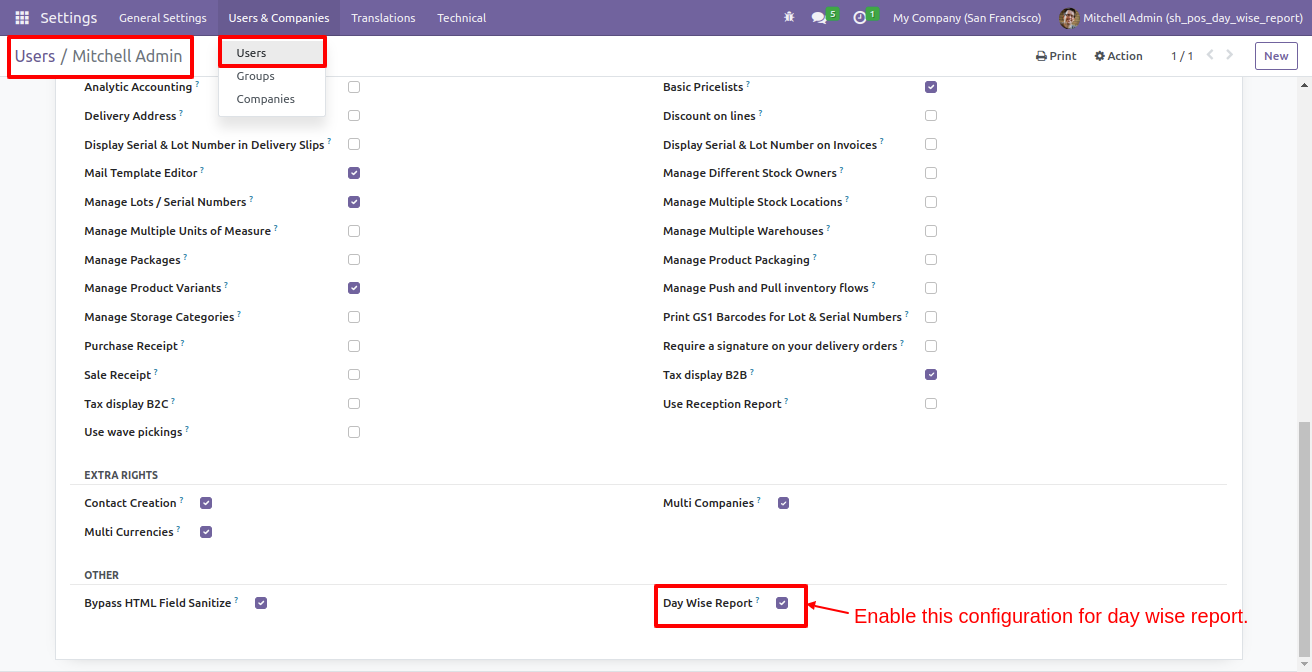 Settings General Settings Users & Companies Translations Technical 5 1 My Company (San Francisco) Mitchell Admin (sh_pos_day_wise_report)
Users / Mitchell Admin Users Print Action 1 / 1 New
Groups
Companies
Analytic Accounting ? Basic Pricelists ?
Delivery Address ? Discount on lines ?
Display Serial & Lot Number in Delivery Slips ? Display Serial & Lot Number on Invoices ?
Mail Template Editor ? Manage Different Stock Owners ?
Manage Lots / Serial Numbers ? Manage Multiple Stock Locations ?
Manage Multiple Units of Measure ? Manage Multiple Warehouses ?
Manage Packages ? Manage Product Packaging ?
Manage Product Variants ? Manage Push and Pull inventory flows ?
Manage Storage Categories ? Print GS1 Barcodes for Lot & Serial Numbers ?
Purchase Receipt ? Require a signature on your delivery orders ?
Sale Receipt ? Tax display B2B ?
Tax display B2C ? Use Reception Report ?
Use wave pickings ?
EXTRA RIGHTS
Contact Creation ? Multi Companies ?
Multi Currencies ?
OTHER
Bypass HTML Field Sanitize ? Day Wise Report ?
Enable this configuration for day wise report.